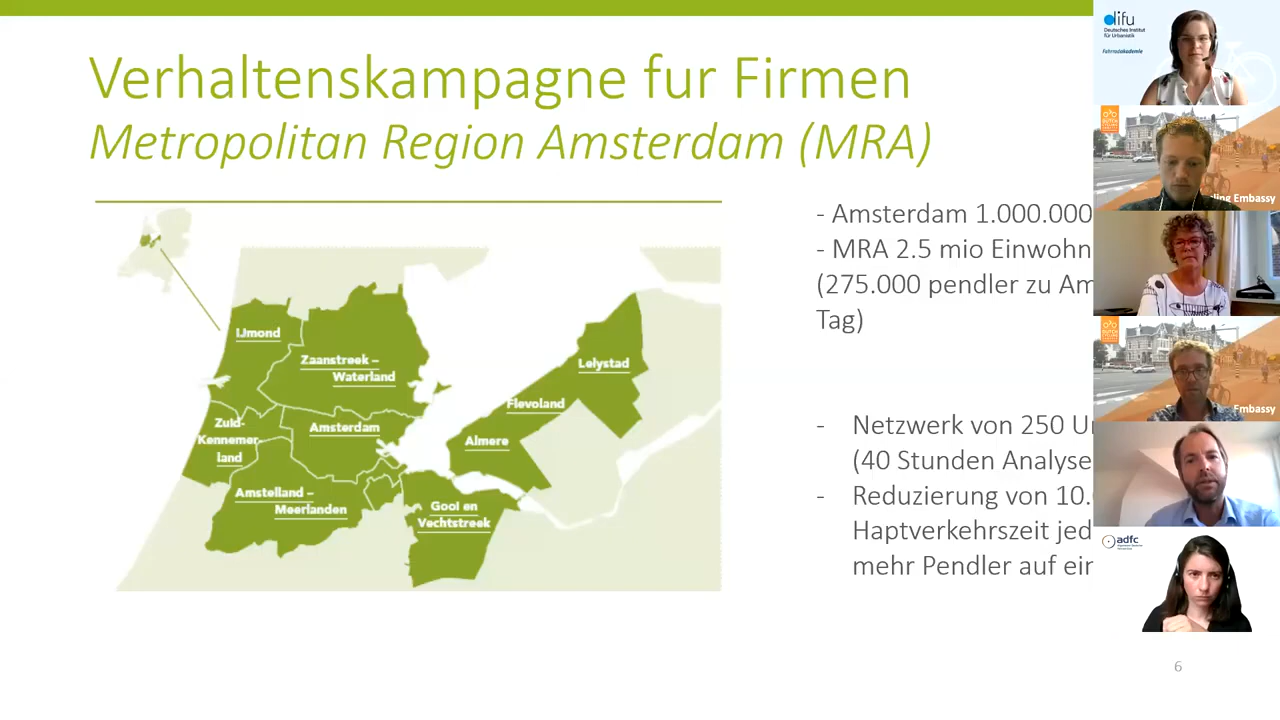 Verhaltenskampagne fur Firmen
Metropolitan Region Amsterdam (MRA)
- Amsterdam 1.000.000
- MRA 2.5 mio Einwohn
(275.000 pendler zu Am
Tag)
- Netzwerk von 250 U
(40 Stunden Analyse
- Reduzierung von 10.
Haptverkehrszeit jed
mehr Pendler auf ein
IJmond
Zaanstreek –
Waterland
Zuid-
Kennemer-
land
Amsterdam
Amstelland –
Meerlanden
Gooi en
Vechtstreek
Almere
Flevoland
Lelystad
difu
Deutsches Institut
für Urbanistik
Fahrradakademie
ling Embassy
Embassy
adfc
6